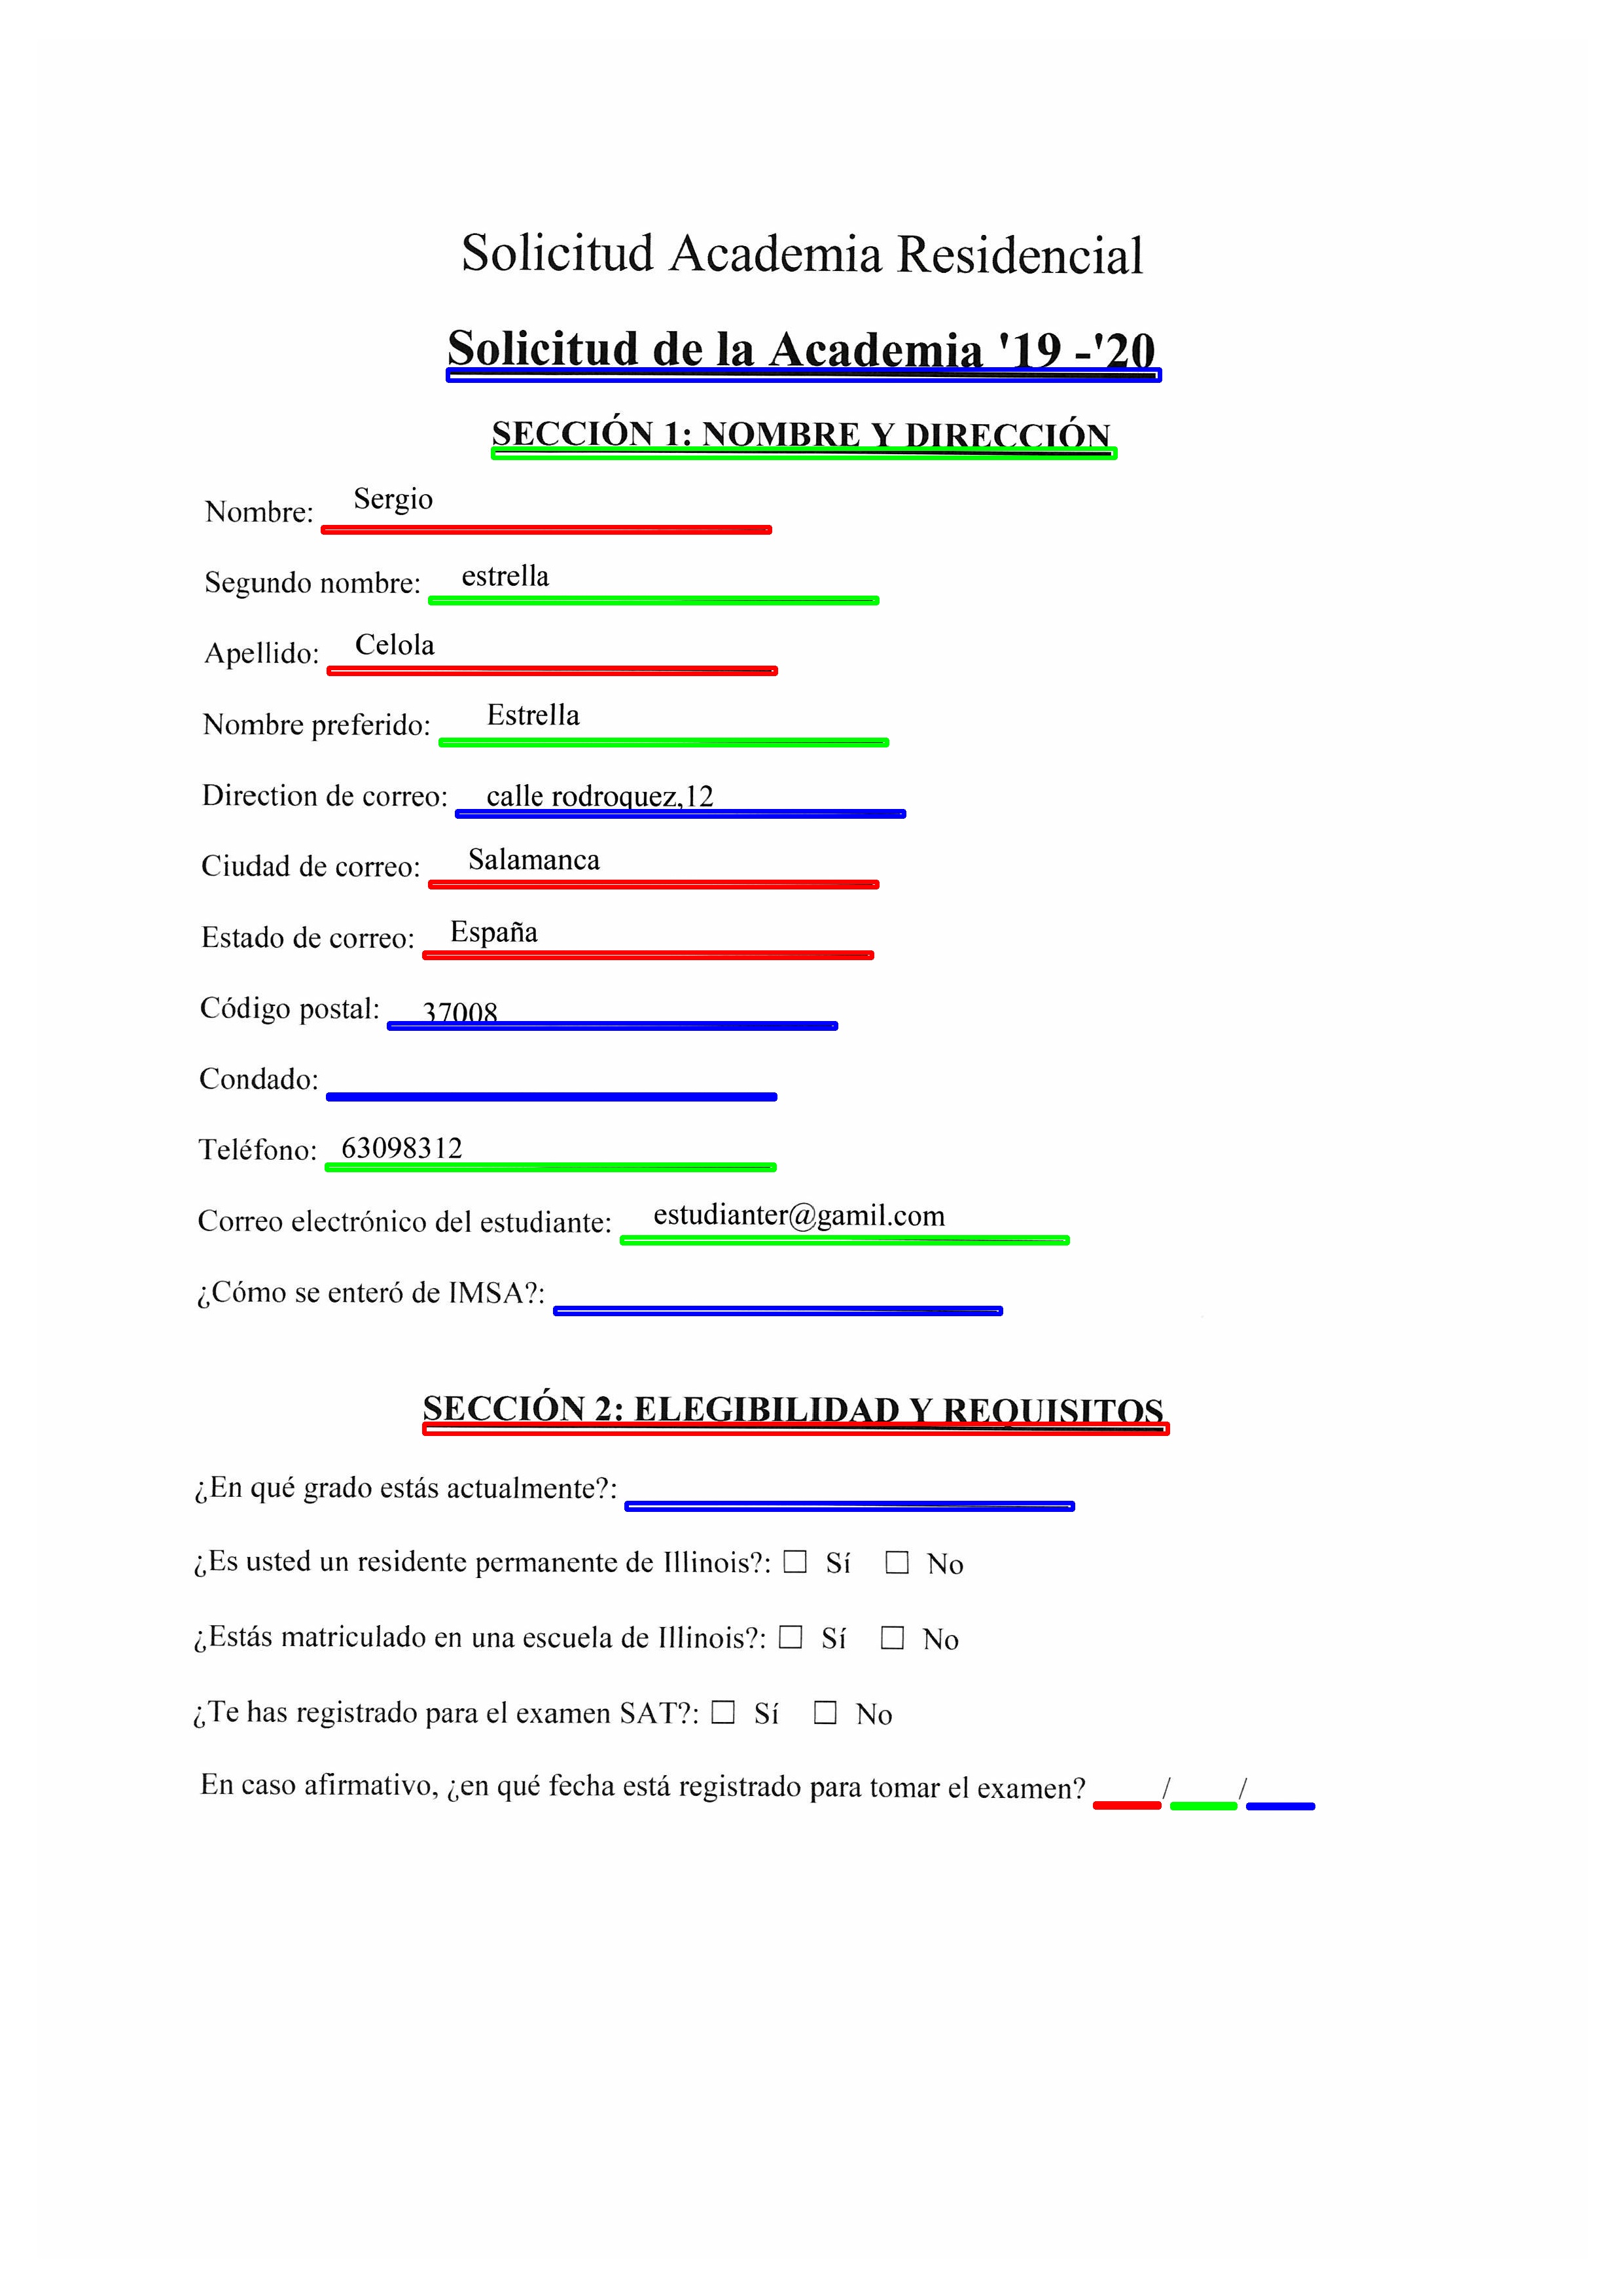 Solicitud Academia Residencial
Solicitud de la Academia '19 -'20
SECCIÓN 1: NOMBRE Y DIRECCIÓN
Nombre: Sergio
Segundo nombre: estrella
Apellido: Celola
Nombre preferido: Estrella
Direction de correo: calle rodroquez,12
Ciudad de correo: Salamanca
Estado de correo: España
Código postal: 37008
Condado:
Teléfono: 63098312
Correo electrónico del estudiante: estudianter@gamil.com
¿Cómo se enteró de IMSA?:
SECCIÓN 2: ELEGIBILIDAD Y REQUISITOS
¿En qué grado estás actualmente?:
¿Es usted un residente permanente de Illinois?: ☐ Sí ☐ No
¿Estás matriculado en una escuela de Illinois?: ☐ Sí ☐ No
¿Te has registrado para el examen SAT?: ☐ Sí ☐ No
En caso afirmativo, ¿en qué fecha está registrado para tomar el examen? ____/____/____